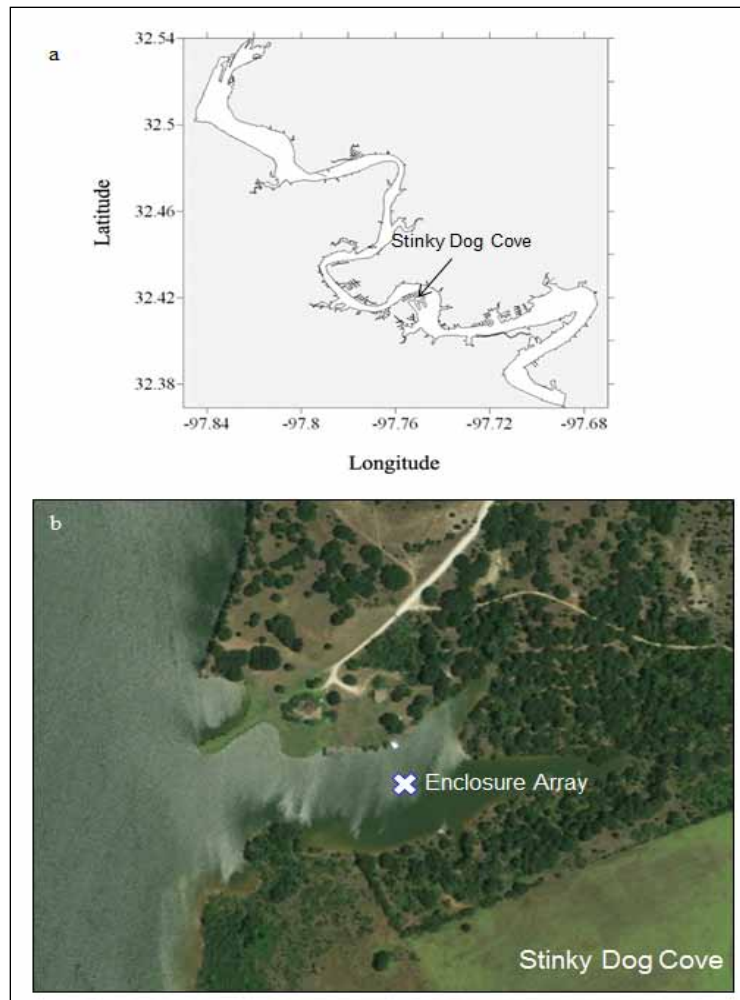 a
32.54
32.5
32.46
32.42
32.38
Latitude
Stinky Dog Cove
-97.84
-97.8
-97.76
-97.72
-97.68
Longitude
b
Enclosure Array
Stinky Dog Cove